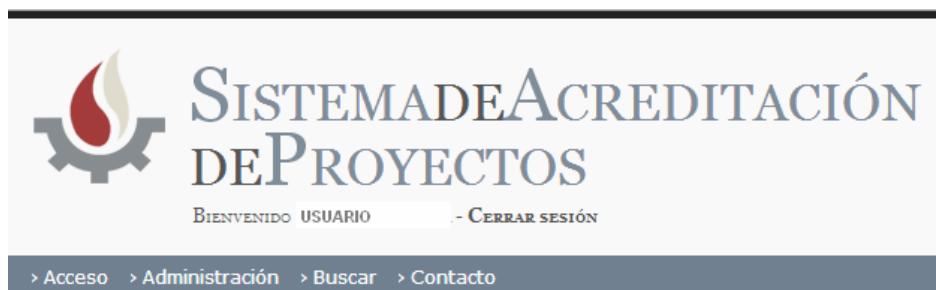 SISTEMADEACREDITACIÓN
DEPROYECTOS
BIENVENIDO USUARIO - CERRAR SESIÓN
› Acceso › Administración › Buscar › Contacto